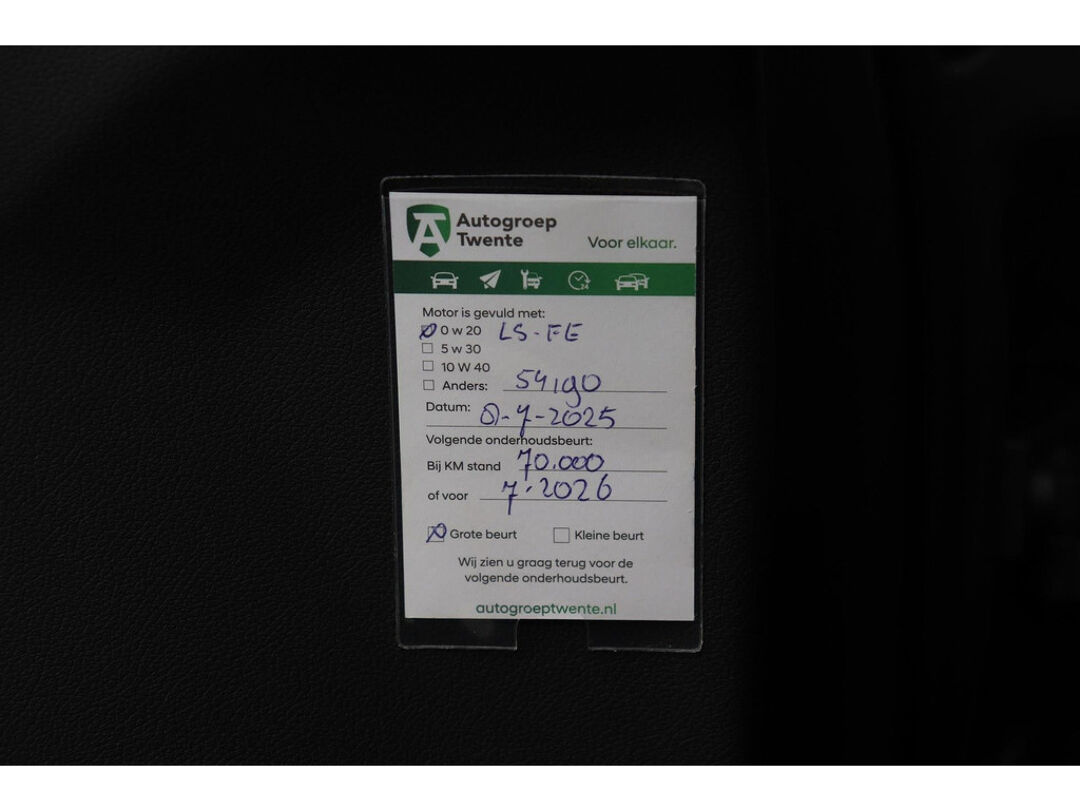 Autogroep
Twente
Voor elkaar.
24
Motor is gevuld met:
0 w 20 LS-FE
5 w 30
10 W 40
Anders:
Datum: -7-2025
Volgende onderhoudsbeurt:
Bij KM stand 70.000
of voor 7-2026
Grote beurt Kleine beurt
Wij zien u graag terug voor de
volgende onderhoudsbeurt.
autogroeptwente.nl